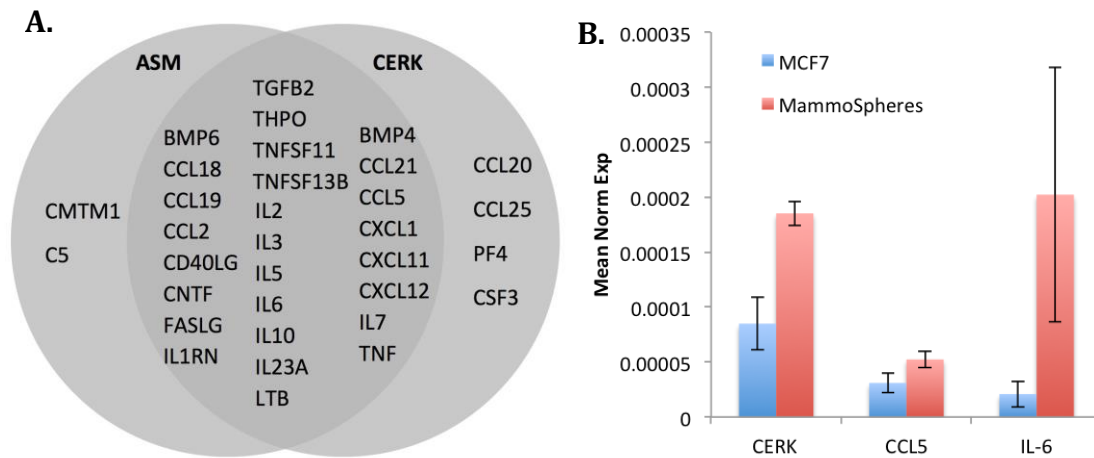 A.
ASM
CERK
CMTM1
C5
BMP6
CCL18
CCL19
CCL2
CD40LG
CNTF
FASLG
IL1RN
TGFB2
THPO
TNFSF11
TNFSF13B
IL2
IL3
IL5
IL6
IL10
IL23A
LTB
BMP4
CCL21
CCL5
CXCL1
CXCL11
CXCL12
IL7
TNF
CCL20
CCL25
PF4
CSF3
B.
Mean Norm Exp
0.00035
0.0003
0.00025
0.0002
0.00015
0.0001
0.00005
0
MCF7
MammoSpheres
CERK
CCL5
IL-6